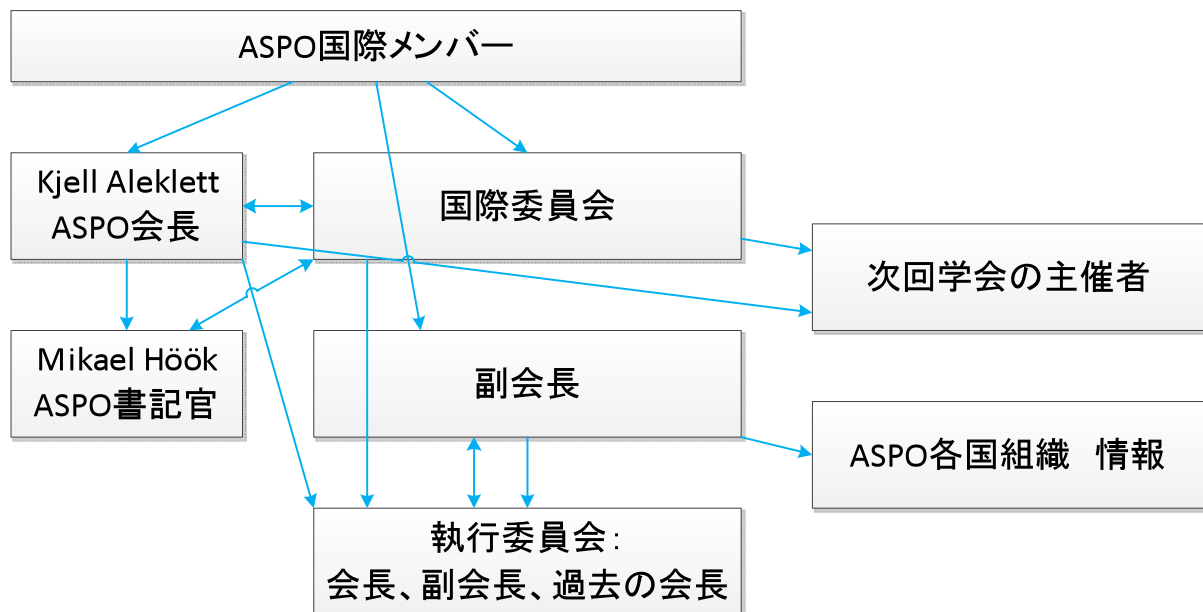 ASPO国際メンバー
Kjell Aleklett
ASPO会長
国際委員会
次回学会の主催者
Mikael Höök
ASPO書記官
副会長
ASPO各国組織　情報
執行委員会：
会長、副会長、過去の会長